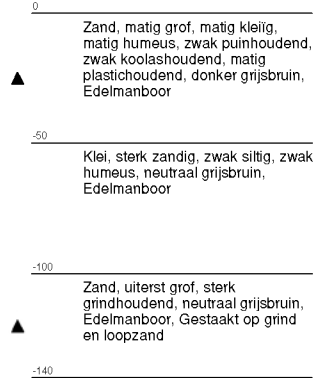 0
Zand, matig grof, matig kleiïg,
matig humeus, zwak puinhoudend,
zwak koolashoudend, matig
plastichoudend, donker grijsbruin,
Edelmanboor
-50
Klei, sterk zandig, zwak siltig, zwak
humeus, neutraal grijsbruin,
Edelmanboor
-100
Zand, uiterst grof, sterk
grindhoudend, neutraal grijsbruin,
Edelmanboor, Gestaakt op grind
en loopzand
-140